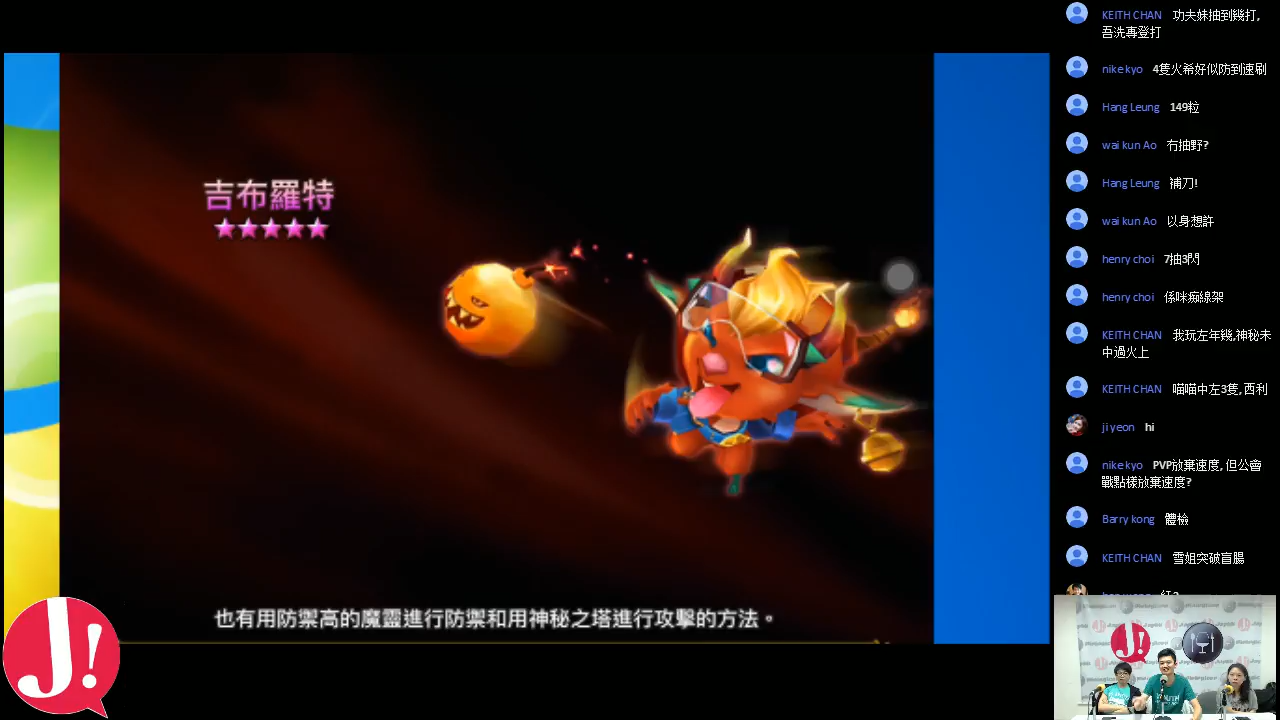 吉布羅特
也有用防禦高的魔靈進行防禦和用神秘之塔進行攻擊的方法。
J!
KEITH CHAN 功夫妹抽到幾打,
吾洗再登打
nike kyo 4隻火希好似防到速刷
Hang Leung 149粒
wai kun Ao 冇抽野?
Hang Leung 補刀!
wai kun Ao 以身想許
henry choi 7抽3閃
henry choi 係吡痴線架
KEITH CHAN 我玩左年幾,神秘未
中過火上
KEITH CHAN 喵喵中左3隻,西利
ji yeon hi
nike kyo PVP放棄速度, 但公會
戰點樣放棄速度?
Barry kong 體檢
KEITH CHAN 雪姐突破盲腸
J!